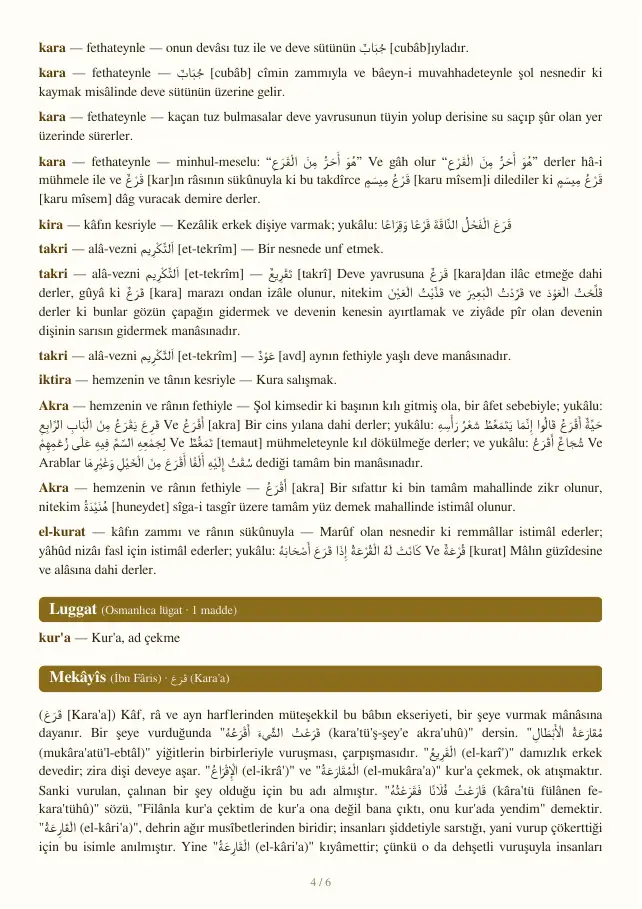 kara — fethateynle — onun devâsı tuz ile ve deve sütünün جُبَابٌ [cubâb]ıyladır.
kara — fethateynle — جُبَابٌ [cubâb] cîmin zammıyla ve bâeyn-i muvahhadeteynle şol nesnedir ki
kaymak misâlinde deve sütünün üzerine gelir.
kara — fethateynle — kaçan tuz bulmasalar deve yavrusunun tüyin yolup derisine su saçıp şûr olan yer
üzerinde sürerler.
kara — fethateynle — minhul-meselu: “هُوَ أَحَرُّ مِنَ الْقَرَعِ” Ve gâh olur “هُوَ أَحَرُّ مِنَ الْقَرْعِ” derler hâ-i
mühmele ile ve قَرْعٌ [kar]ın râsının sükûnuyla ki bu takdîrce قَرْعُ مِيسَمٍ [karu mîsem]i dilediler ki قَرْعُ مِيسَمٍ
[karu mîsem] dâğ vuracak demire derler.
kira — kâfın kesriyle — Kezâlik erkek dişiye varmak; yukâlu: قَرَعَ الْفَحْلُ النَّاقَةَ قَرْعًا وَقِرَاعًا
takri — alâ-vezni اَلتَّكْرِيم [et-tekrîm] — Bir nesnede unf etmek.
takri — alâ-vezni اَلتَّكْرِيم [et-tekrîm] — تَقْرِيعٌ [takrî] Deve yavrusuna قَرَعٌ [kara]dan ilâc etmeğe dahi
derler, gûyâ ki قَرَعٌ [kara] marazı ondan izâle olunur, nitekim قَذَّيْتُ الْعَيْنَ ve قَرَّدْتُ الْبَعِيرَ ve قَلَّحْتُ الْعَوْدَ
derler ki bunlar gözün çapağın gidermek ve devenin kenesin ayırtlamak ve ziyâde pîr olan devenin
dişinin sarısın gidermek manâsınadır.
takri — alâ-vezni اَلتَّكْرِيم [et-tekrîm] — عَوْدٌ [avd] aynın fethiyle yaşlı deve manâsınadır.
iktira — hemzenin ve tânın kesriyle — Kura salışmak.
Akra — hemzenin ve rânın fethiyle — Şol kimsedir ki başının kılı gitmiş ola, bir âfet sebebiyle; yukâlu:
قَرِعَ يَقْرَعُ مِنَ الْبَابِ الرَّابِعِ Ve أَقْرَعُ [akra] Bir cins yılana dahi derler; yukâlu: حَيَّةٌ أَقْرَعُ قَالُوا إِنَّمَا يَتَمَعَّطُ شَعْرُ رَأْسِهِ
لِجَمْعِهِ السَّمَّ فِيهِ عَلَى زُعْمِهِمْ Ve تَمَعُّطٌ [temaut] mühmeleteynle kıl dökülmeğe derler; ve yukâlu: شُجَاعٌ أَقْرَعُ Ve
Arablar سُقْتُ إِلَيْهِ أَلْفًا أَقْرَعَ مِنَ الْخَيْلِ وَغَيْرِهَا dediği tamâm bin manâsınadır.
Akra — hemzenin ve rânın fethiyle — أَقْرَعُ [akra] Bir sıfattır ki bin tamâm mahallinde zikr olunur,
nitekim هُنَيْدَةُ [huneydet] sîga-i tasgîr üzere tamâm yüz demek mahallinde istimâl olunur.
el-kurat — kâfın zammı ve rânın sükûnuyla — Marûf olan nesnedir ki remmâllar istimâl ederler;
yâhûd nizâı fasl için istimâl ederler; yukâlu: كَانَتْ لَهُ الْقُرْعَةُ إِذَا قَرَعَ أَصْحَابَهُ Ve قُرْعَةٌ [kurat] Mâlın güzîdesine
ve alâsına dahi derler.
Luggat (Osmanlıca lügat · 1 madde)
kur'a — Kur'a, ad çekme
Mekâyîs (İbn Fâris) · قرع (Kara'a)
(قَرَعَ [Kara'a]) Kâf, râ ve ayn harflerinden müteşekkil bu bâbın ekseriyeti, bir şeye vurmak mânâsına
dayanır. Bir şeye vurduğunda "قَرَعْتُ الشَّيْءَ أَقْرَعُهُ (kara'tü'ş-şey'e akra'uhû)" dersin. "مُقَارَعَةُ الْأَبْطَالِ
(mukâra'atü'l-ebtâl)" yiğitlerin birbirleriyle vuruşması, çarpışmasıdır. "اَلْقَرِيعُ (el-karî')" damızlık erkek
devedir; zira dişi deveye aşar. "اَلْإِقْرَاعُ (el-ikrâ')" ve "اَلْمُقَارَعَةُ (el-mukâra'a)" kur'a çekmek, ok atışmaktır.
Sanki vurulan, çalınan bir şey olduğu için bu adı almıştır. "قَارَعْتُ فُلَانًا فَقَرَعْتُهُ (kâra'tü fülânen fe-
kara'tühû)" sözü, "Filânla kur'a çektim de kur'a ona değil bana çıktı, onu kur'ada yendim" demektir.
"اَلْقَارِعَةُ (el-kâri'a)", dehrin ağır musîbetlerinden biridir; insanları şiddetiyle sarstığı, yani vurup çökerttiği
için bu isimle anılmıştır. Yine "اَلْقَارِعَةُ (el-kâri'a)" kıyâmettir; çünkü o da dehşetli vuruşuyla insanları
4 / 6